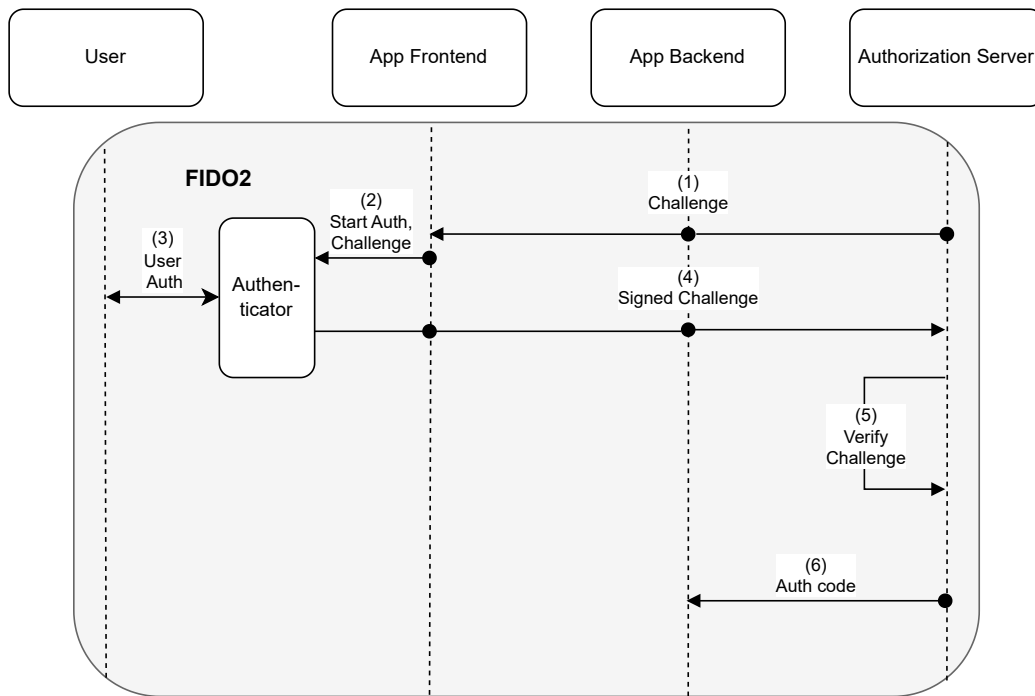 User
App Frontend
App Backend
Authorization Server
FIDO2
(1)
Challenge
(2)
Start Auth,
Challenge
(3)
User
Auth
Authen-
ticator
(4)
Signed Challenge
(5)
Verify
Challenge
(6)
Auth code